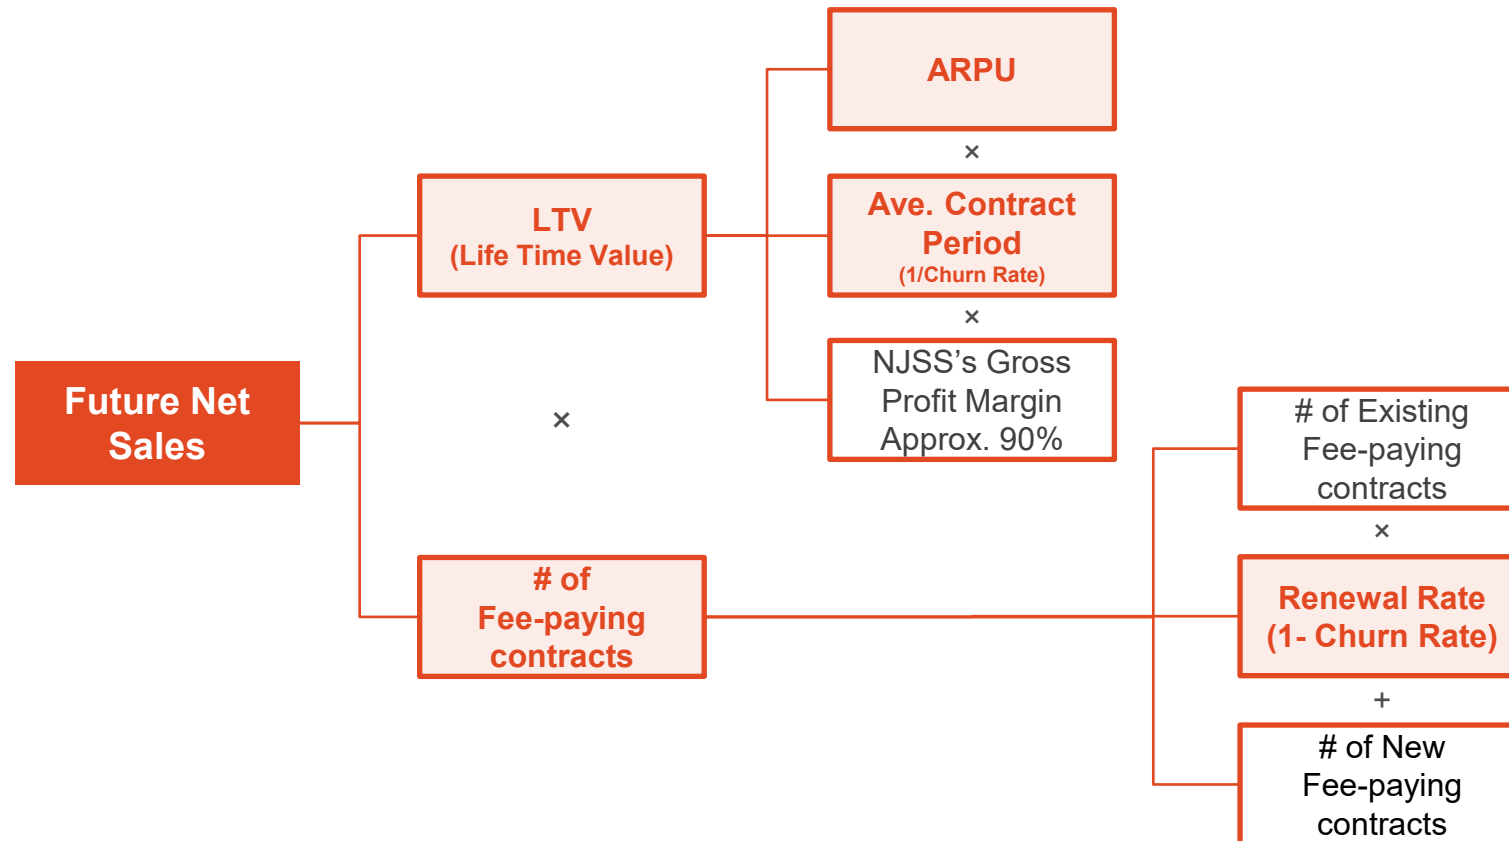 ARPU
×
LTV
(Life Time Value)
Ave. Contract
Period
(1/Churn Rate)
×
NJSS’s Gross
Profit Margin
Approx. 90%
Future Net
Sales
×
# of
Fee-paying
contracts
# of Existing
Fee-paying
contracts
×
Renewal Rate
(1- Churn Rate)
+
# of New
Fee-paying
contracts